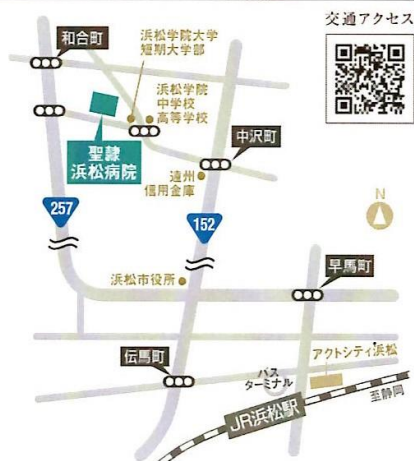 交通アクセス
和合町
浜松学院大学
短期大学部
浜松学院
中学校
高等学校
聖隷
浜松病院
中沢町
遠州
信用金庫
257
152
N
浜松市役所
早馬町
伝馬町
バス
ターミナル
アクトシティ浜松
JR浜松駅
至静岡